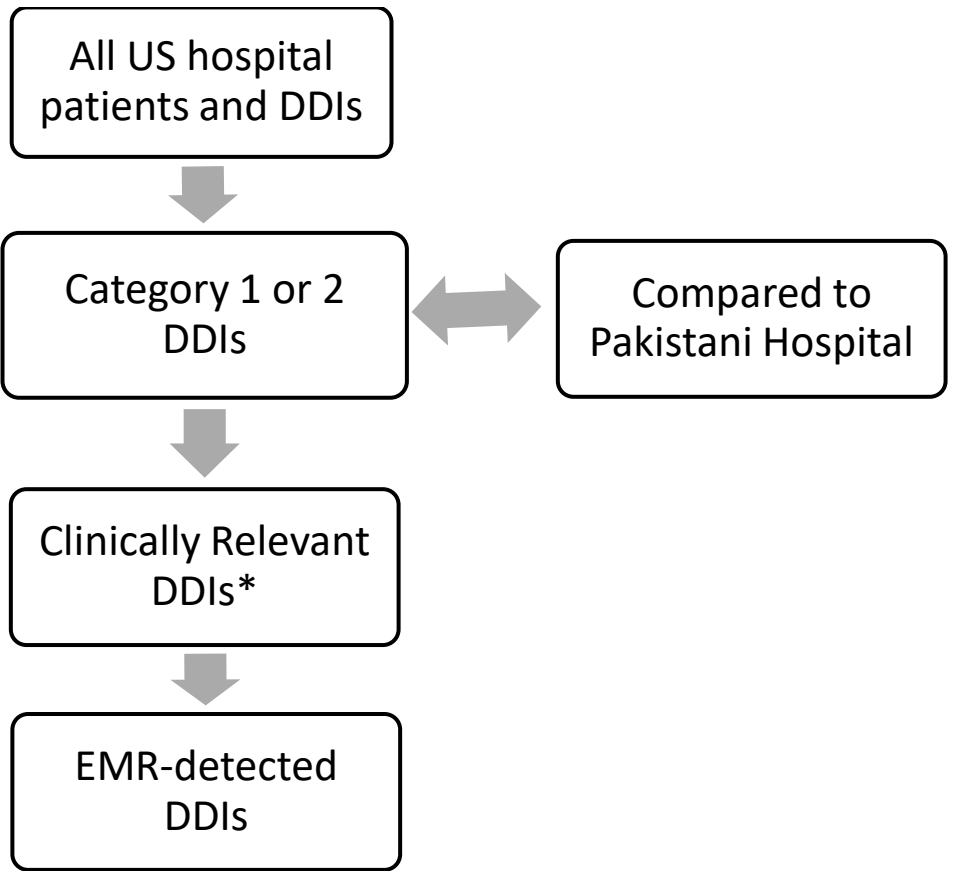 All US hospital
patients and DDIs
Category 1 or 2
DDIs
Compared to
Pakistani Hospital
Clinically Relevant
DDIs*
EMR-detected
DDIs